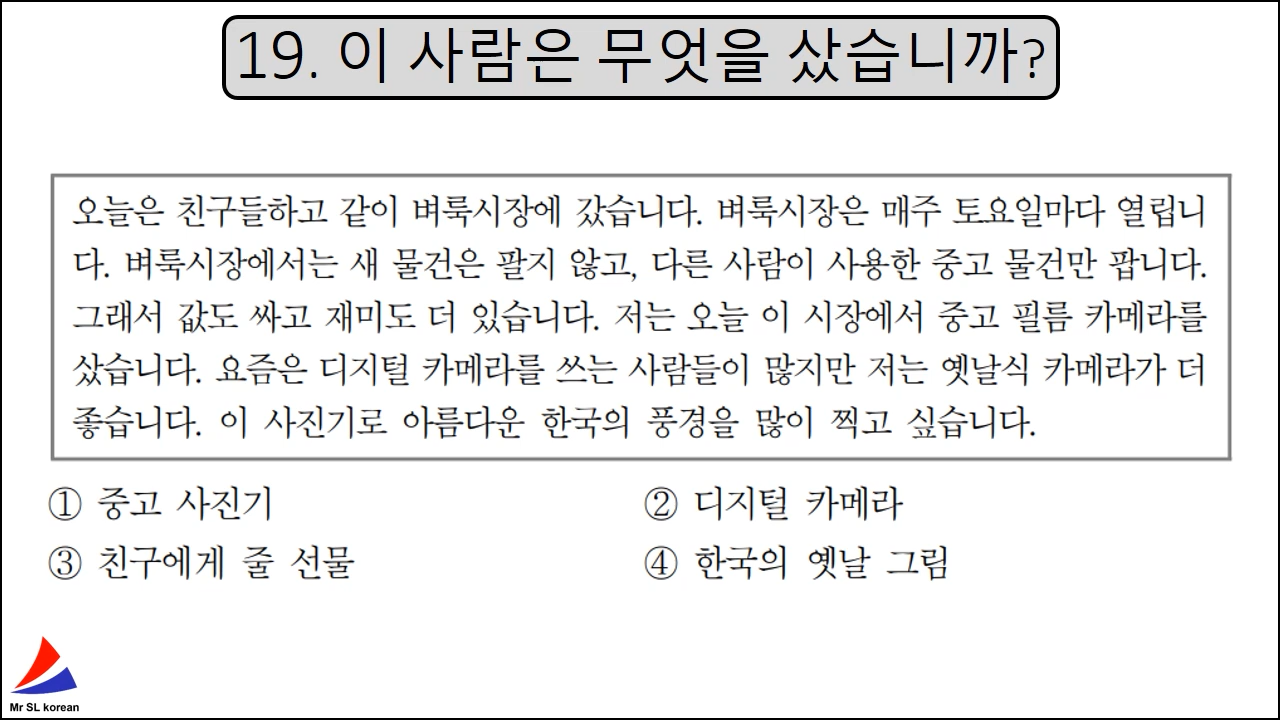 19. 이 사람은 무엇을 샀습니까?
오늘은 친구들하고 같이 벼룩시장에 갔습니다. 벼룩시장은 매주 토요일마다 열립니
다. 벼룩시장에서는 새 물건은 팔지 않고, 다른 사람이 사용한 중고 물건만 팝니다.
그래서 값도 싸고 재미도 더 있습니다. 저는 오늘 이 시장에서 중고 필름 카메라를
샀습니다. 요즘은 디지털 카메라를 쓰는 사람들이 많지만 저는 옛날식 카메라가 더
좋습니다. 이 사진기로 아름다운 한국의 풍경을 많이 찍고 싶습니다.
① 중고 사진기 ② 디지털 카메라
③ 친구에게 줄 선물 ④ 한국의 옛날 그림
Mr SL korean